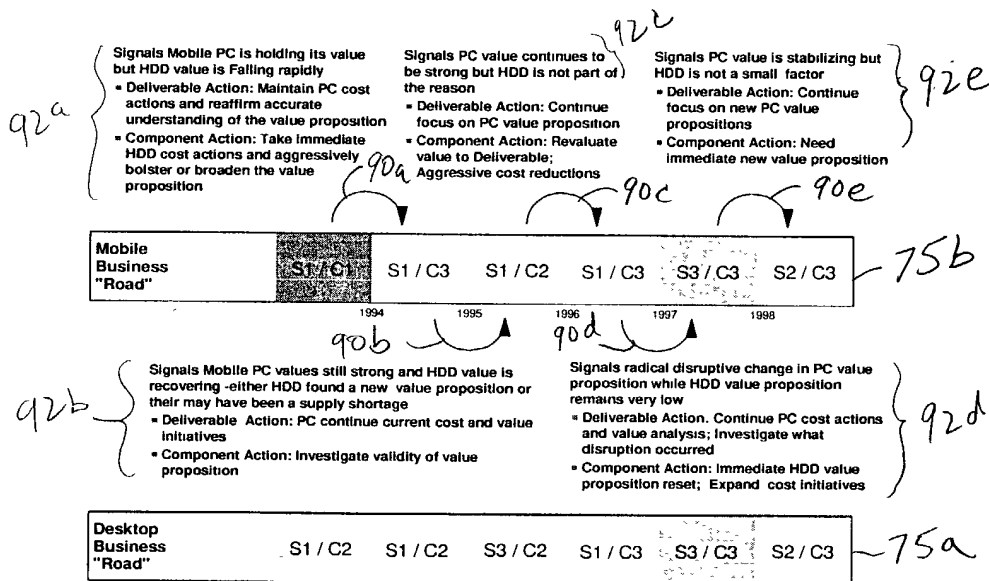 Signals Mobile PC is holding its value
but HDD value is Falling rapidly
▪ Deliverable Action: Maintain PC cost
actions and reaffirm accurate
understanding of the value proposition
▪ Component Action: Take Immediate
HDD cost actions and aggressively
bolster or broaden the value
proposition
92a
Signals PC value continues to
be strong but HDD is not part of
the reason
▪ Deliverable Action: Continue
focus on PC value proposition
▪ Component Action: Revaluate
value to Deliverable;
Aggressive cost reductions
Signals PC value is stabilizing but
HDD is not a small factor
▪ Deliverable Action: Continue
focus on new PC value
propositions
▪ Component Action: Need
immediate new value proposition
92e
90a
90c
90e
Mobile
Business
"Road"
S1 / C1
S1 / C3
S1 / C2
S1 / C3
S3 / C3
S2 / C3
75b
1994
1995
1996
1997
1998
90b
90d
Signals Mobile PC values still strong and HDD value is
recovering -either HDD found a new value proposition or
their may have been a supply shortage
▪ Deliverable Action: PC continue current cost and value
initiatives
▪ Component Action: Investigate validity of value
proposition
92b
Signals radical disruptive change in PC value
proposition while HDD value proposition
remains very low
▪ Deliverable Action. Continue PC cost actions
and value analysis; Investigate what
disruption occurred
▪ Component Action: Immediate HDD value
proposition reset; Expand cost initiatives
92d
Desktop
Business
"Road"
S1 / C2
S1 / C2
S3 / C2
S1 / C3
S3 / C3
S2 / C3
75a